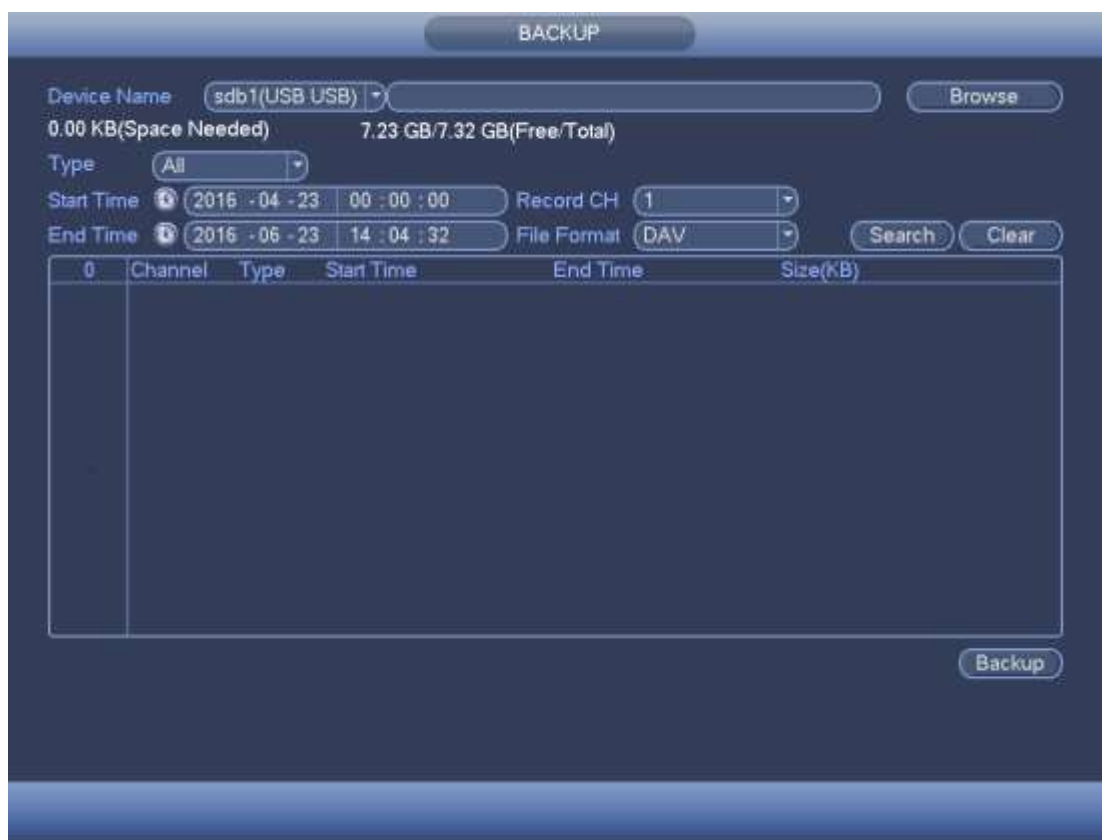 BACKUP
Device Name sdb1(USB USB) Browse
0.00 KB(Space Needed) 7.23 GB/7.32 GB(Free/Total)
Type All
Start Time 2016 - 04 - 23 00 : 00 : 00 Record CH 1
End Time 2016 - 06 - 23 14 : 04 : 32 File Format DAV Search Clear
0 Channel Type Start Time End Time Size(KB)
Backup